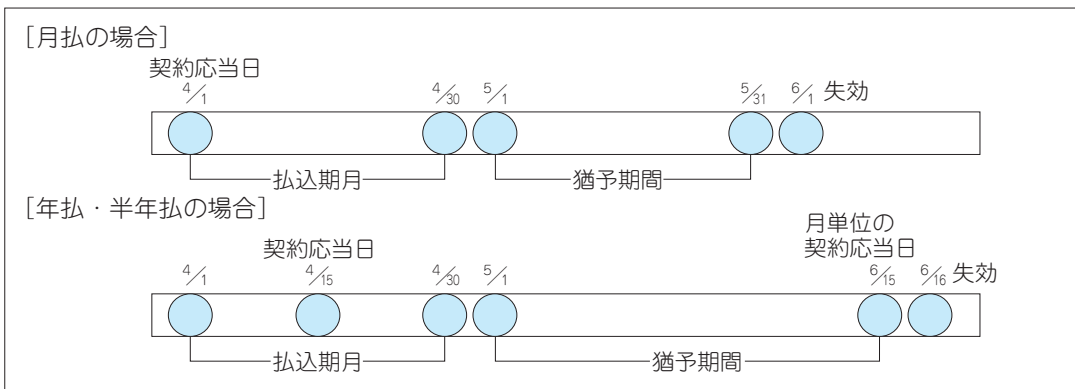 ［月払の場合］
契約応当日
4/1 4/30 5/1 5/31 6/1 失効
払込期月 猶予期間
［年払・半年払の場合］
月単位の
契約応当日 契約応当日
4/1 4/15 4/30 5/1 6/15 6/16 失効
払込期月 猶予期間